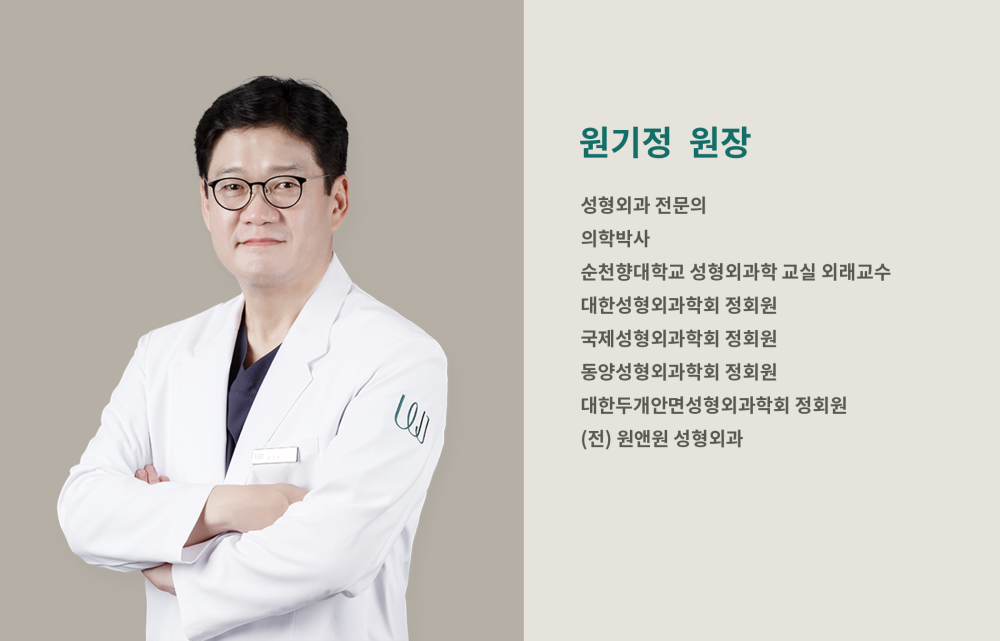 원기정 원장
성형외과 전문의
의학박사
순천향대학교 성형외과학 교실 외래교수
대한성형외과학회 정회원
국제성형외과학회 정회원
동양성형외과학회 정회원
대한두개안면성형외과학회 정회원
(전) 원앤원 성형외과